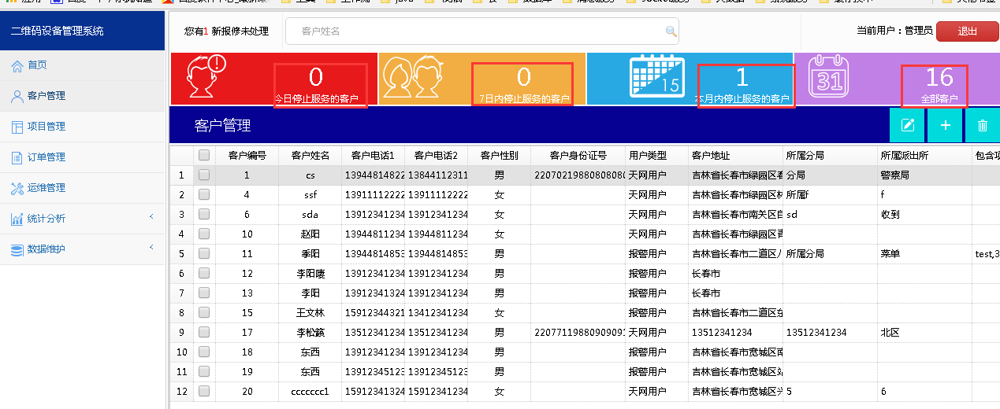 二维码设备管理系统
您有1 新报修未处理
客户姓名
当前用户：管理员
退出
首页
客户管理
项目管理
订单管理
运维管理
统计分析
数据维护
0
今日停止服务的客户
0
7日内停止服务的客户
15
1
本月内停止服务的客户
31
16
全部客户
客户管理
客户编号 客户姓名 客户电话1 客户电话2 客户性别 客户身份证号 用户类型 客户地址 所属分局 所属派出所 包含项
1 1 cs 13944814822 13844112311 男 22070219880808080 天网用户 吉林省长春市绿园区 分局 警察局
2 4 ssf 13911112222 13911112222 女 天网用户 吉林省长春市绿园区 所属f f
3 6 sda 13912341234 13912341234 女 天网用户 吉林省长春市南关区 sd 收到
4 10 赵阳 13944811234 13944811234 女 天网用户 吉林省长春市绿园区
5 11 季阳 13944814853 13944814853 男 报警用户 吉林省长春市二道区 所属分局 菜单 test,3
6 12 李阳 13912341234 13912341234 男 报警用户 长春市
7 13 李阳 13991324 13912341234 男 报警用户 长春市
8 15 王文林 15912344321 13412341234 女 报警用户 吉林省长春市二道区
9 17 李松 13512341234 13512341234 男 22077119880909091 天网用户 13512341234 13512341234 北区
10 18 东西 13912341234 13912341234 男 报警用户 吉林省长春市宽城区
11 19 东西 13912345123 13912345123 男 报警用户 吉林省长春市宽城区
12 20 ccccccc1 15912341324 15912341234 女 天网用户 吉林省长春市宽城区 5 6